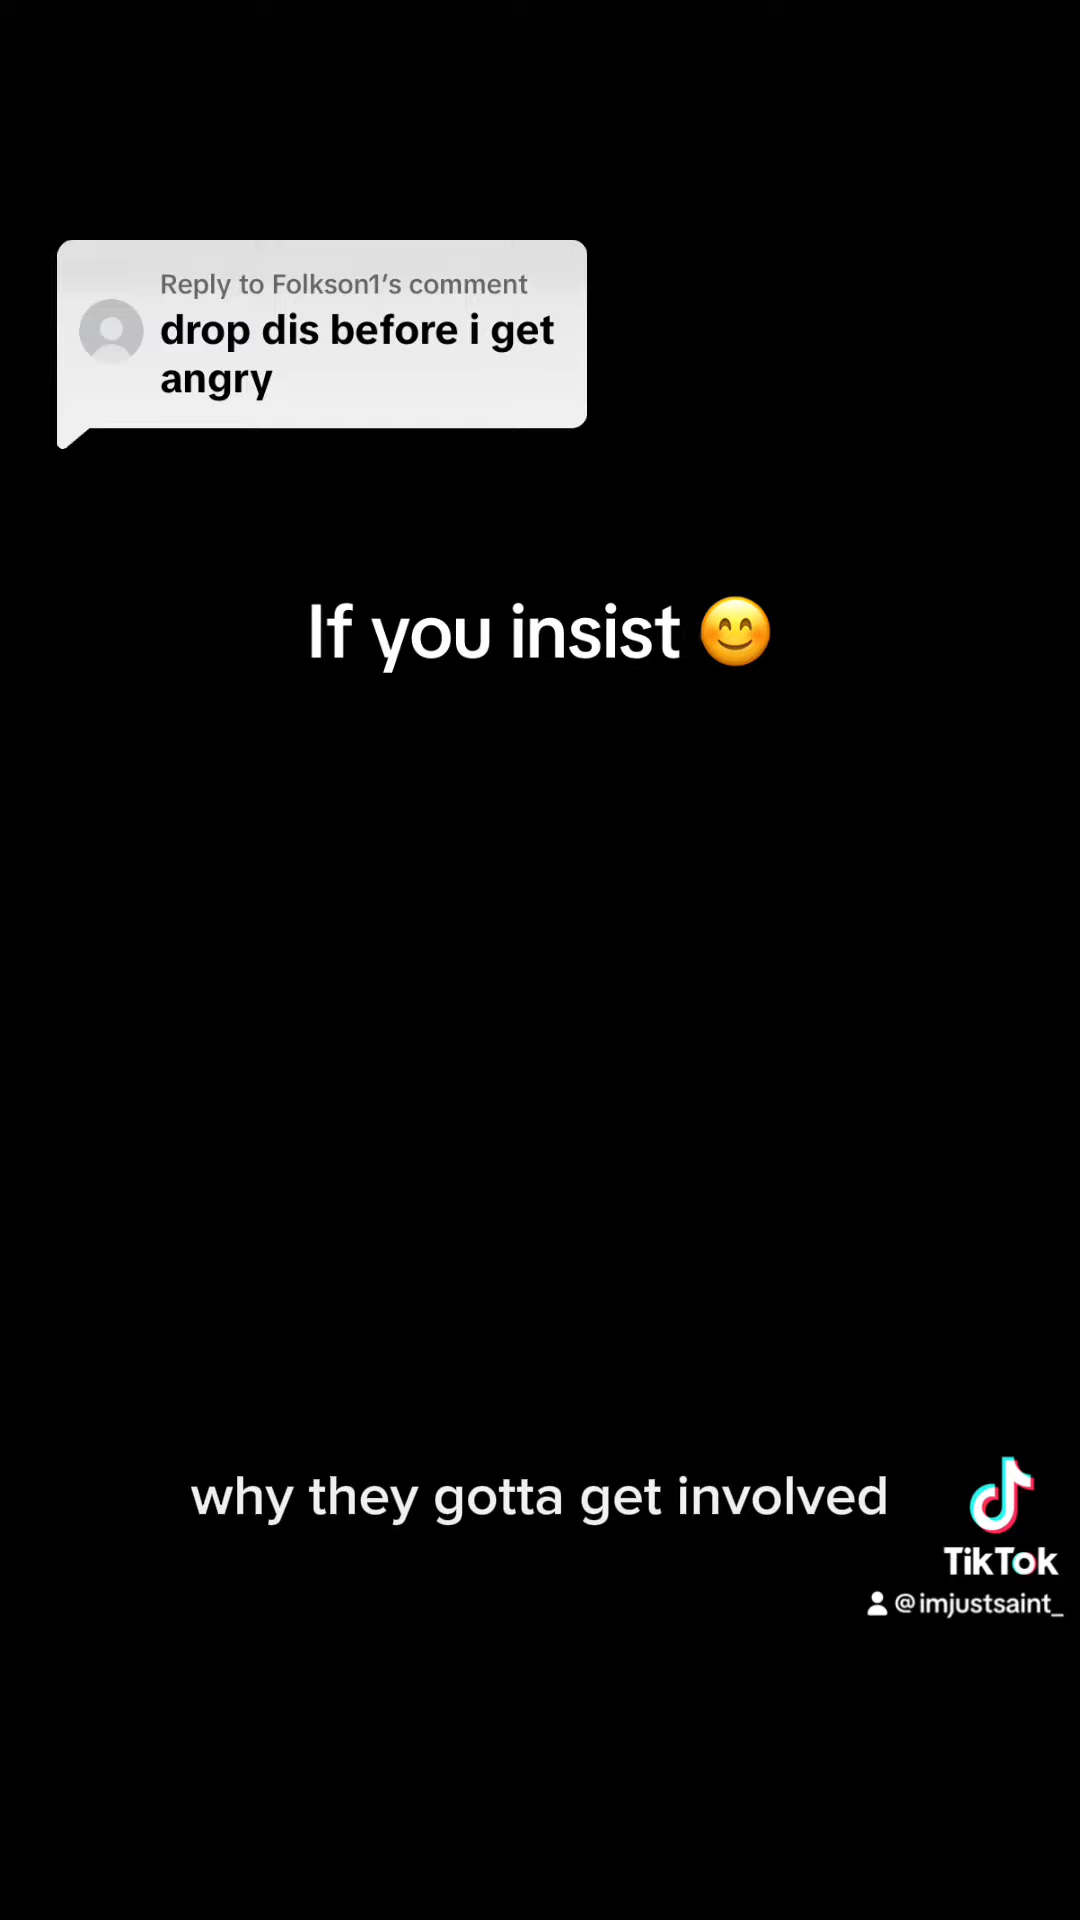 Reply to Folkson1's comment
drop dis before i get
angry
If you insist 😊
why they gotta get involved
TikTok
@imjustsaint_